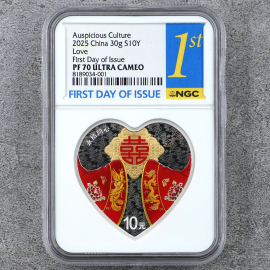 Auspicious Culture
2025 China 30g S10Y
Love
First Day of Issue
PF 70 ULTRA CAMEO
8189034-001
1st
FIRST DAY OF ISSUE
NGC
囍
10元